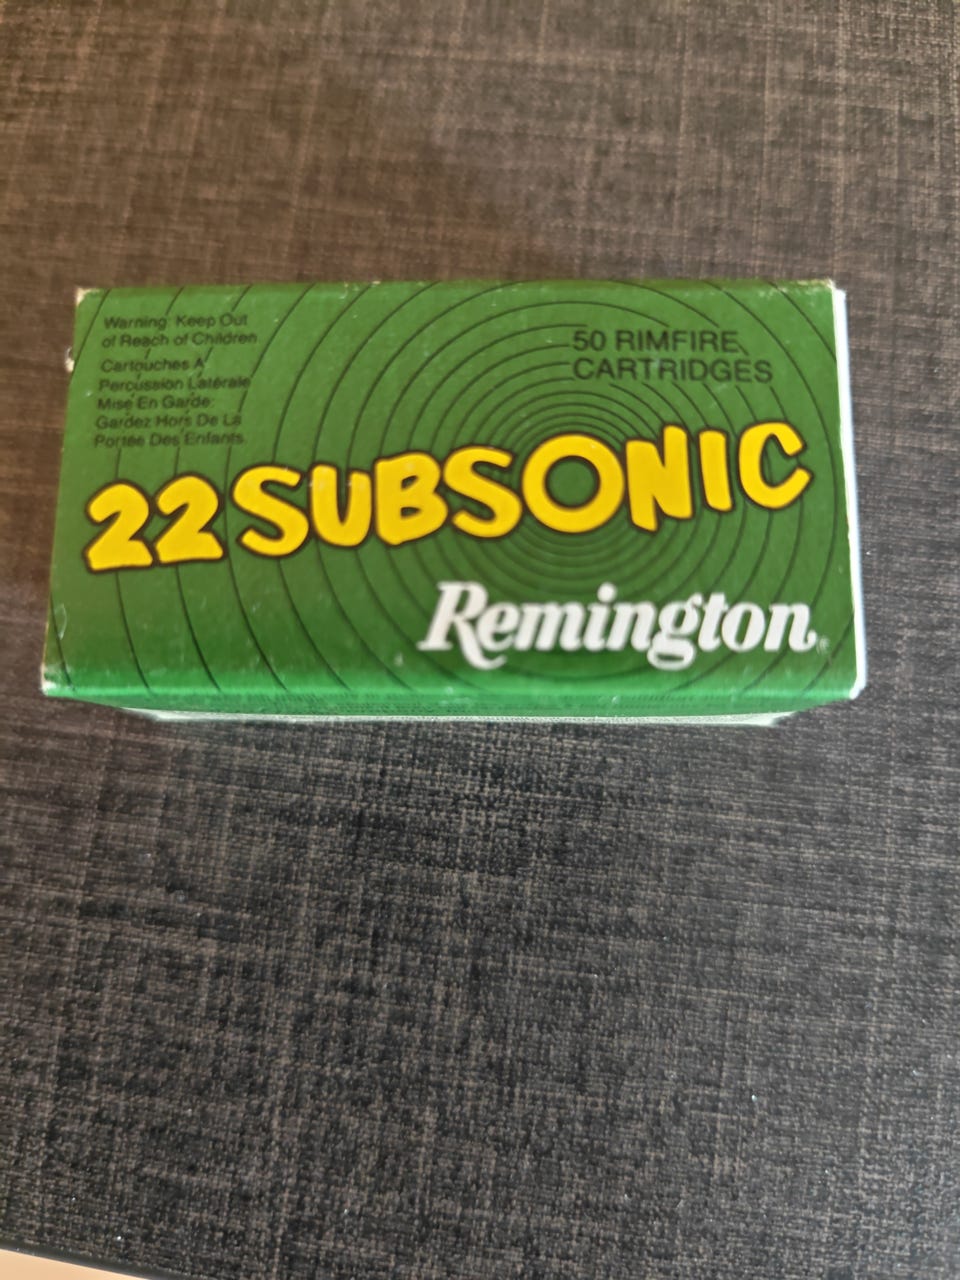 Warning: Keep Out
of Reach of Children
Cartouches A
Percussion Latérale
Mise En Garde:
Gardez Hors De La
Portée Des Enfants.
50 RIMFIRE
CARTRIDGES
22 SUBSONIC
Remington®